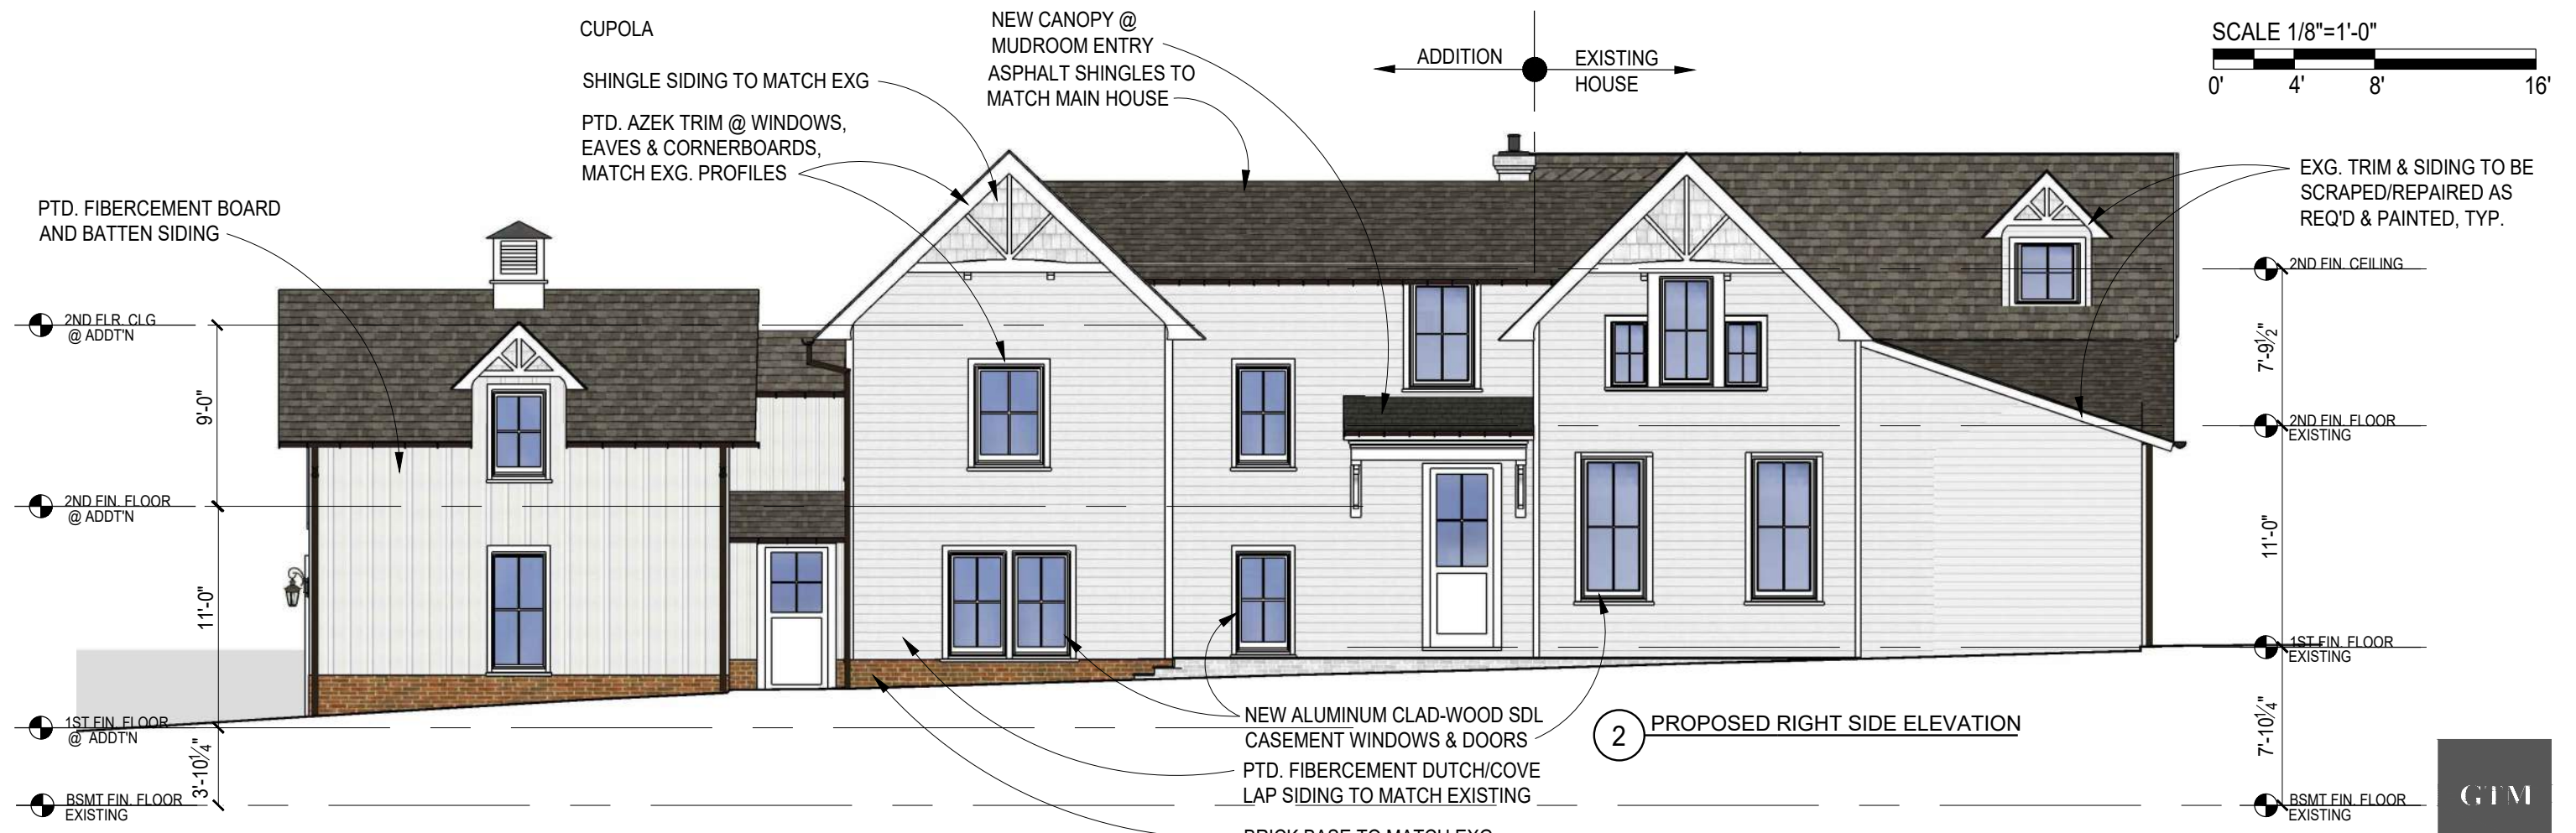 CUPOLA
SHINGLE SIDING TO MATCH EXG
PTD. AZEK TRIM @ WINDOWS,
EAVES & CORNERBOARDS,
MATCH EXG. PROFILES
NEW CANOPY @
MUDROOM ENTRY
ASPHALT SHINGLES TO
MATCH MAIN HOUSE
ADDITION
EXISTING
HOUSE
SCALE 1/8"=1'-0"
0' 4' 8' 16'
PTD. FIBERCEMENT BOARD
AND BATTEN SIDING
EXG. TRIM & SIDING TO BE
SCRAPED/REPAIRED AS
REQ'D & PAINTED, TYP.
2ND FLR. CLG
@ ADDT'N
9'-0"
2ND FIN. FLOOR
@ ADDT'N
11'-0"
1ST FIN. FLOOR
@ ADDT'N
3'-10¼"
BSMT FIN. FLOOR
EXISTING
2ND FIN. CEILING
7'-9½"
2ND FIN. FLOOR
EXISTING
11'-0"
1ST FIN. FLOOR
EXISTING
7'-10¼"
BSMT FIN. FLOOR
EXISTING
NEW ALUMINUM CLAD-WOOD SDL
CASEMENT WINDOWS & DOORS
PTD. FIBERCEMENT DUTCH/COVE
LAP SIDING TO MATCH EXISTING
BRICK BASE TO MATCH EXG
2 PROPOSED RIGHT SIDE ELEVATION
GTM